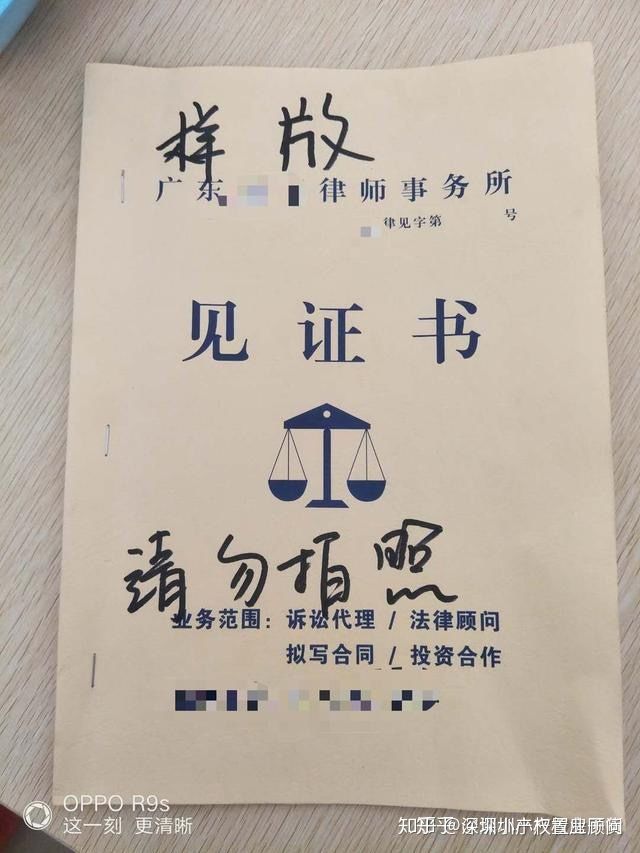 样版
广东 律师事务所
律见字第 号
见证书
请勿拍照
业务范围：诉讼代理 / 法律顾问
拟写合同 / 投资合作
OPPO R9s
这一刻 更清晰
知乎 @深圳小产权置业顾问